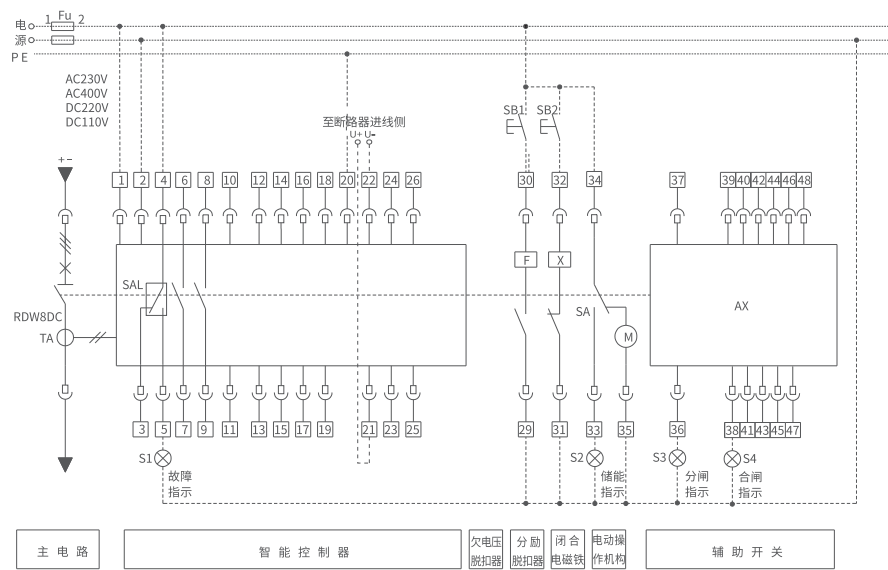 1 Fu 2
电
源
PE
AC230V
AC400V
DC220V
DC110V
至断路器进线侧
U+ U-
SB1 SB2
+ -
1 2 4 6 8 10 12 14 16 18 20 22 24 26 30 32 34 37 39 40 42 44 46 48
F X
SAL
SA
AX
RDW8DC
TA
M
3 5 7 9 11 13 15 17 19 21 23 25 29 31 33 35 36 38 41 43 45 47
S1 S2 S3 S4
故障
指示
储能
指示
分闸
指示
合闸
指示
主电路
智能控制器
欠电压
脱扣器
分励
脱扣器
闭合
电磁铁
电动操
作机构
辅助开关